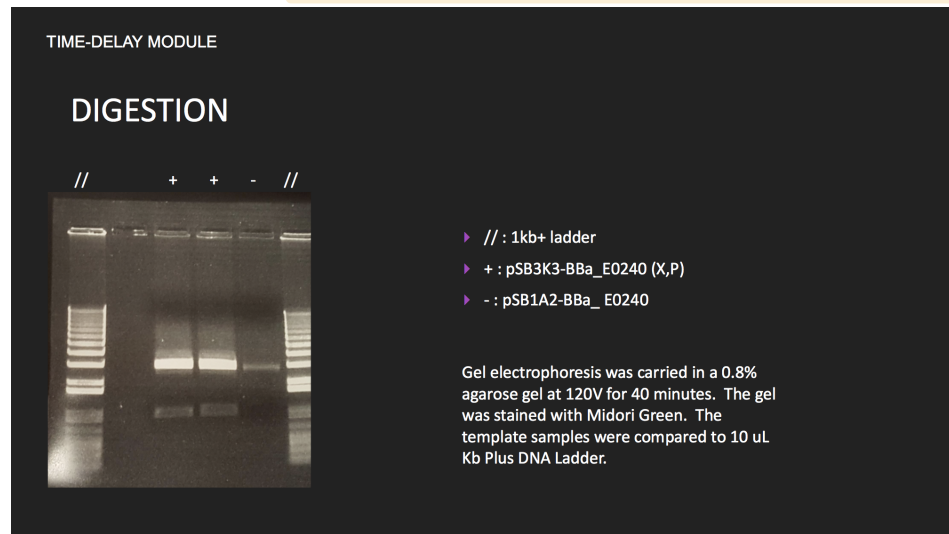 TIME-DELAY MODULE
DIGESTION
// + + - //
// : 1kb+ ladder
+ : pSB3K3-BBa_E0240 (X,P)
- : pSB1A2-BBa_ E0240
Gel electrophoresis was carried in a 0.8%
agarose gel at 120V for 40 minutes.  The gel
was stained with Midori Green.  The
template samples were compared to 10 uL
Kb Plus DNA Ladder.